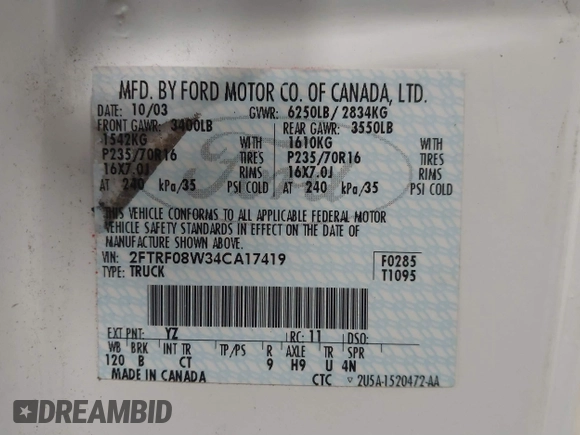 MFD. BY FORD MOTOR CO. OF CANADA, LTD.
DATE: 10/03 GVWR: 6250LB/ 2834KG
FRONT GAWR: 3400LB REAR GAWR: 3550LB
1542KG WITH 1610KG WITH
P235/70R16 TIRES P235/70R16 TIRES
16X7.0J RIMS 16X7.0J RIMS
AT 240 kPa/35 PSI COLD AT 240 kPa/35 PSI COLD
Ford
THIS VEHICLE CONFORMS TO ALL APPLICABLE FEDERAL MOTOR
VEHICLE SAFETY STANDARDS IN EFFECT ON THE DATE OF
MANUFACTURE SHOWN ABOVE.
VIN: 2FTRF08W34CA17419 F0285
TYPE: TRUCK T1095
EXT PNT: YZ RC: 11 DSO:
WB BRK INT TR TP/PS R AXLE TR SPR
120 B CT 9 H9 U 4N
MADE IN CANADA CTC 2U5A-1520472-AA
DREAMBID